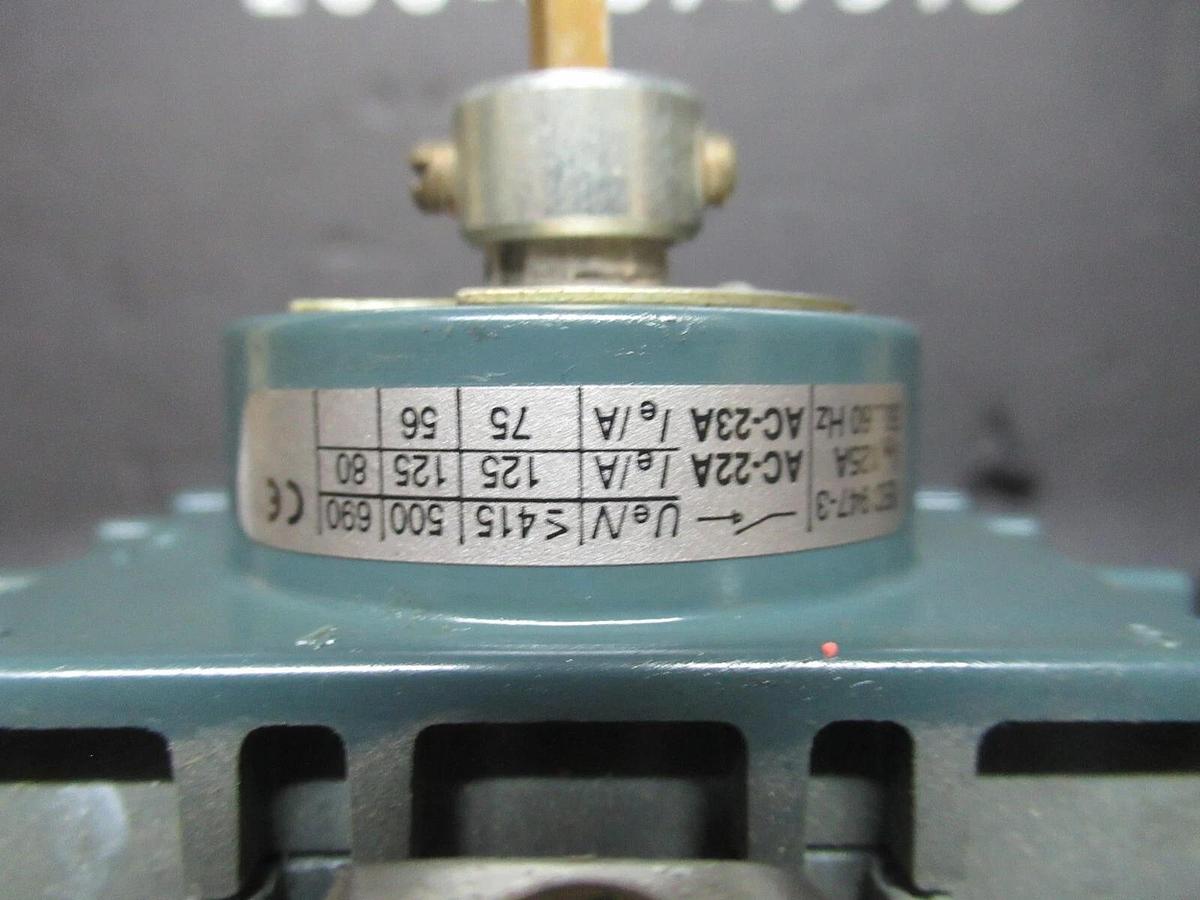 IEC 947-3 Ue/V ≤415 500 690 CE
125A AC-22A Ie/A 125 125 80
60 Hz AC-23A Ie/A 75 56